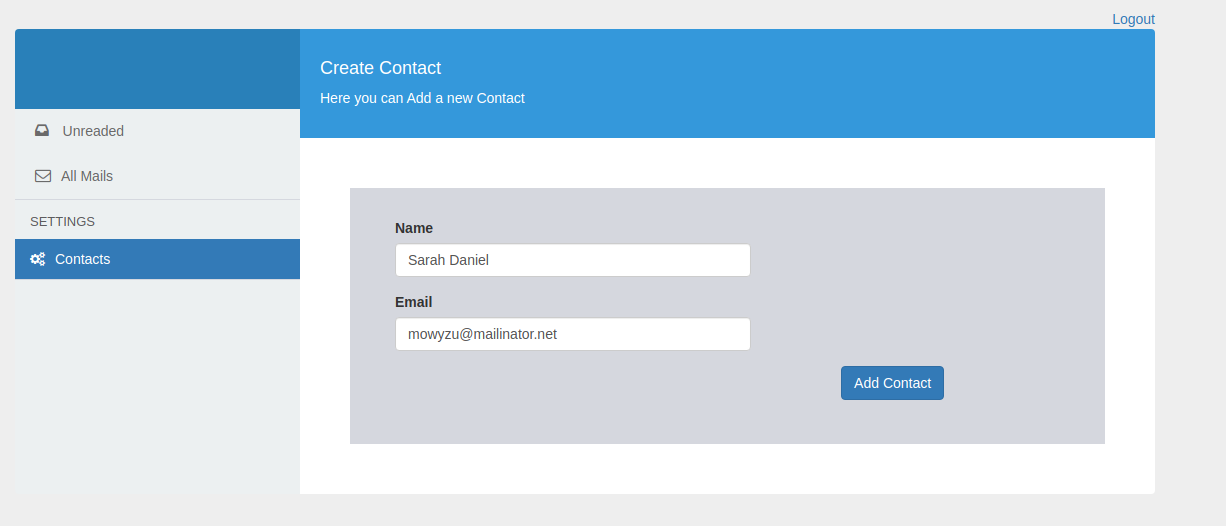 Logout
Create Contact
Here you can Add a new Contact
Unreaded
All Mails
SETTINGS
Contacts
Name
Sarah Daniel
Email
mowyzu@mailinator.net
Add Contact